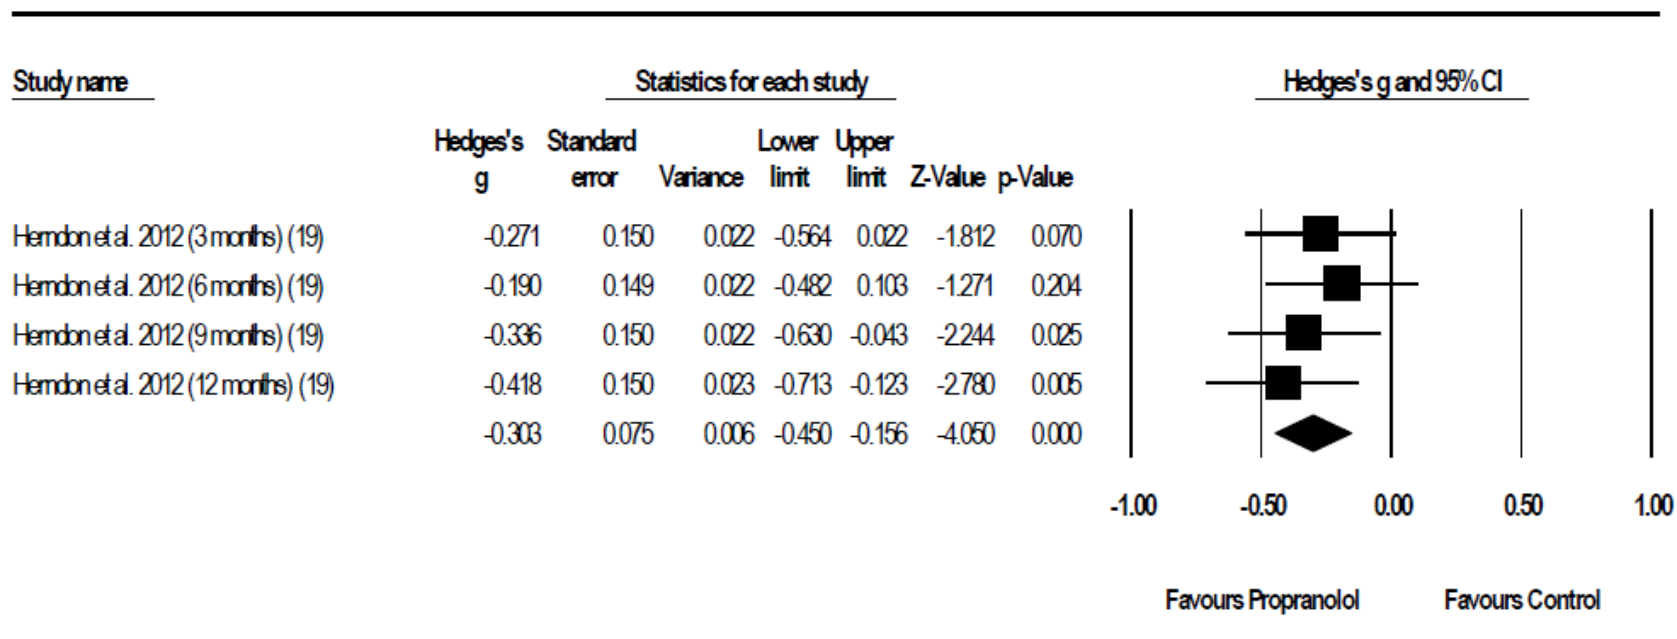 Study name Statistics for each study Hedges's g and 95% CI
Hedges's Standard Lower Upper
g error Variance limit limit Z-Value p-Value
Herndon et al. 2012 (3 months) (19) -0.271 0.150 0.022 -0.564 0.022 -1.812 0.070
Herndon et al. 2012 (6 months) (19) -0.190 0.149 0.022 -0.482 0.103 -1.271 0.204
Herndon et al. 2012 (9 months) (19) -0.336 0.150 0.022 -0.630 -0.043 -2.244 0.025
Herndon et al. 2012 (12 months) (19) -0.418 0.150 0.023 -0.713 -0.123 -2.780 0.005
-0.303 0.075 0.006 -0.450 -0.156 -4.050 0.000
-1.00 -0.50 0.00 0.50 1.00
Favours Propranolol Favours Control